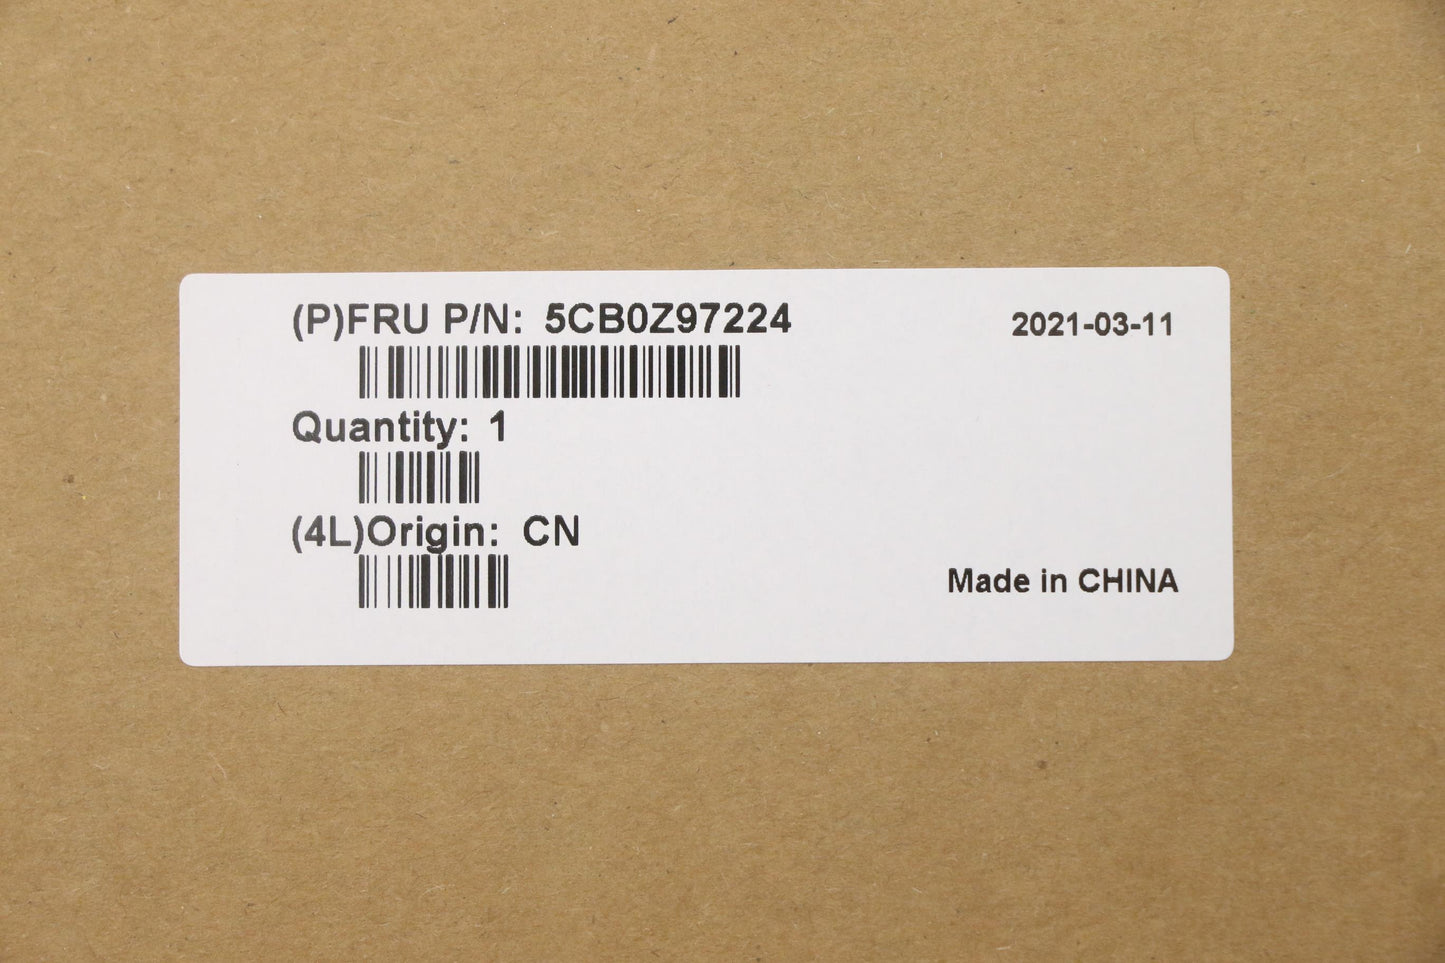 (P)FRU P/N: 5CB0Z97224
2021-03-11
Quantity: 1
(4L)Origin: CN
Made in CHINA